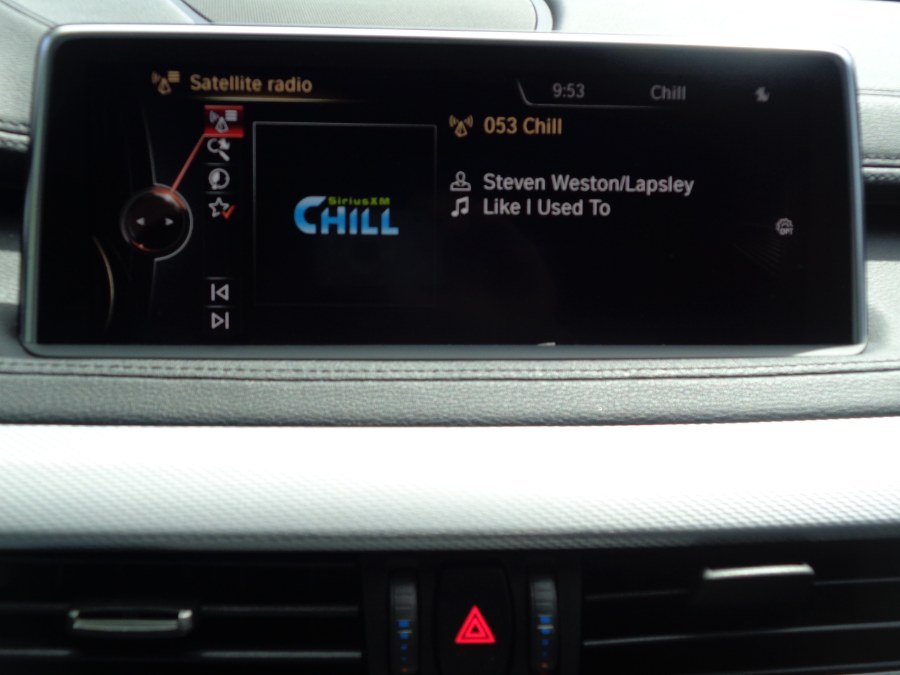 Satellite radio
9:53
Chill
053 Chill
Steven Weston/Lapsley
Like I Used To
SiriusXM
CHILL